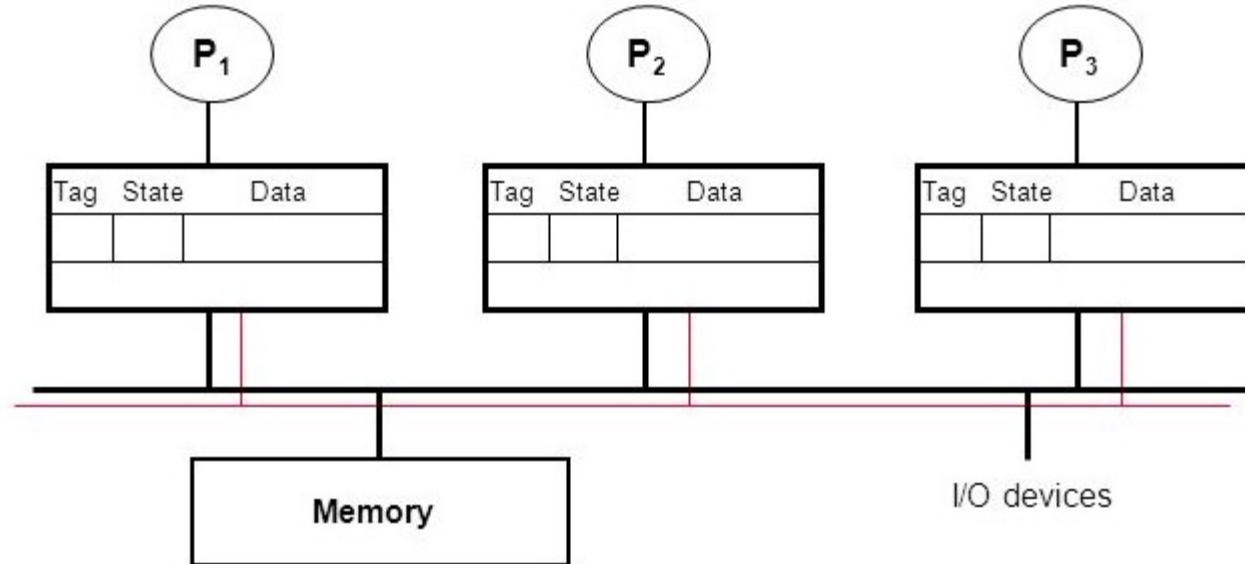 P₁ P₂ P₃
Tag State Data Tag State Data Tag State Data
Memory I/O devices